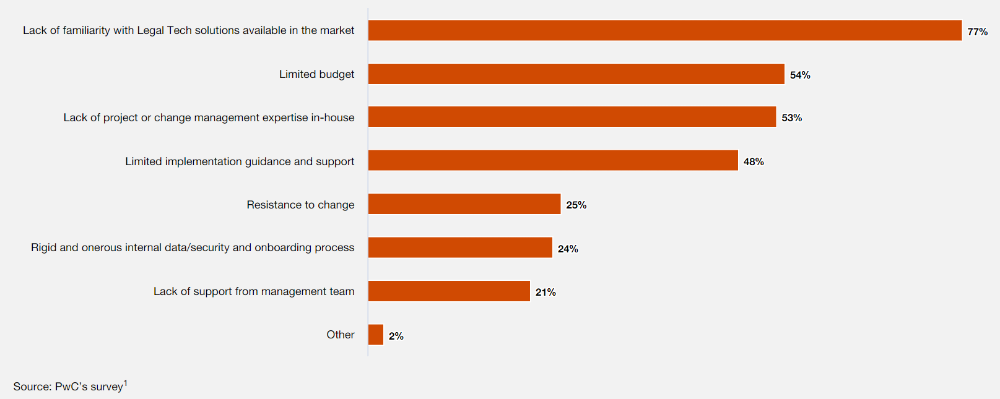 Lack of familiarity with Legal Tech solutions available in the market 77%
Limited budget 54%
Lack of project or change management expertise in-house 53%
Limited implementation guidance and support 48%
Resistance to change 25%
Rigid and onerous internal data/security and onboarding process 24%
Lack of support from management team 21%
Other 2%
Source: PwC’s survey1